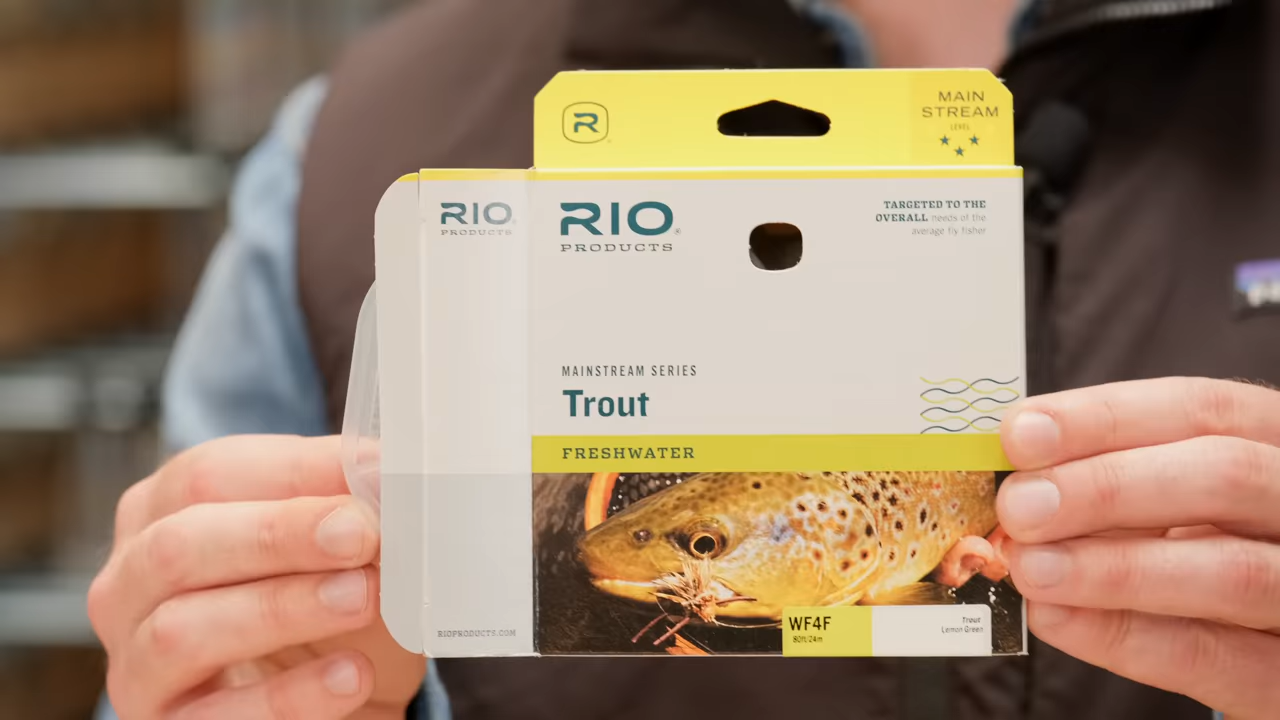 R
MAIN
STREAM
LEVEL
RIO
PRODUCTS
RIO®
PRODUCTS
TARGETED TO THE
OVERALL needs of the
average fly fisher
MAINSTREAM SERIES
Trout
FRESHWATER
WF4F
80ft/24m
Trout
Lemon Green
RIOPRODUCTS.COM